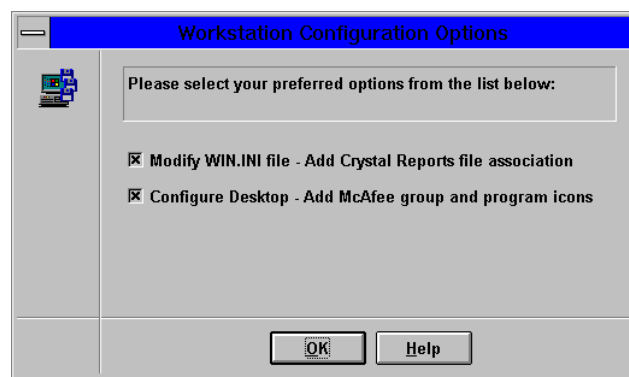 Workstation Configuration Options
Please select your preferred options from the list below:
Modify WIN.INI file - Add Crystal Reports file association
Configure Desktop - Add McAfee group and program icons
OK
Help